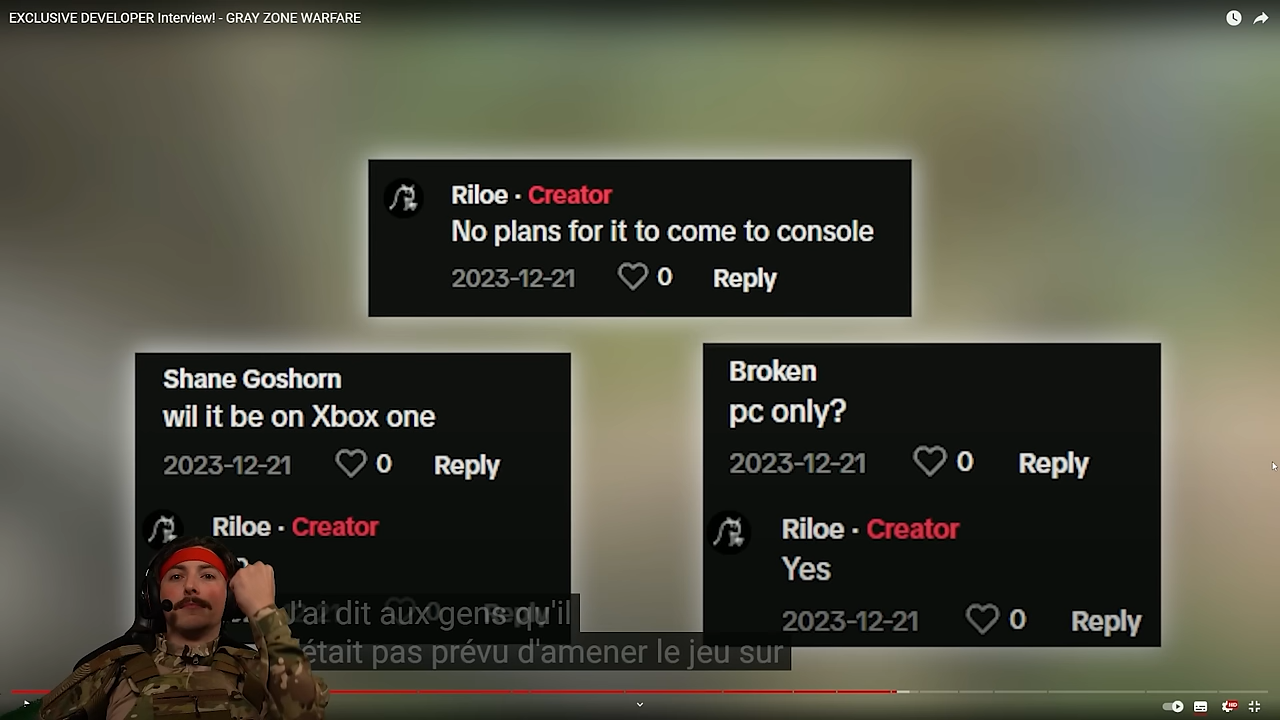 EXCLUSIVE DEVELOPER Interview! - GRAY ZONE WARFARE
Riloe · Creator
No plans for it to come to console
2023-12-21 0 Reply
Shane Goshorn
wil it be on Xbox one
2023-12-21 0 Reply
Riloe · Creator
Broken
pc only?
2023-12-21 0 Reply
Riloe · Creator
Yes
2023-12-21 0 Reply
J'ai dit aux gens qu'il
était pas prévu d'amener le jeu sur